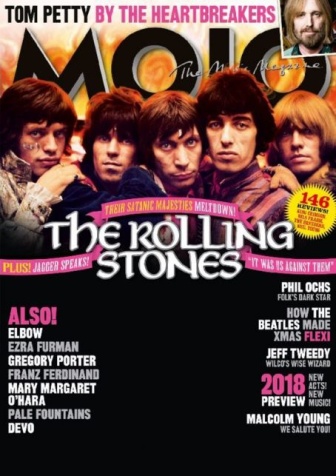 TOM PETTY BY THE HEARTBREAKERS
MOJO
The Music Magazine
THEIR SATANIC MAJESTIES MELTDOWN!
146
REVIEWS!
THE ROLLING
STONES
PLUS! JAGGER SPEAKS!
"IT WAS US AGAINST THEM"
ALSO!
ELBOW
EZRA FURMAN
GREGORY PORTER
FRANZ FERDINAND
MARY MARGARET
O'HARA
PALE FOUNTAINS
DEVO
PHIL OCHS
FOLK'S DARK STAR
HOW THE
BEATLES MADE
XMAS FLEXI
JEFF TWEEDY
WILCO'S WISE WIZARD
2018
PREVIEW
NEW
ACTS!
NEW
MUSIC!
MALCOLM YOUNG
WE SALUTE YOU!